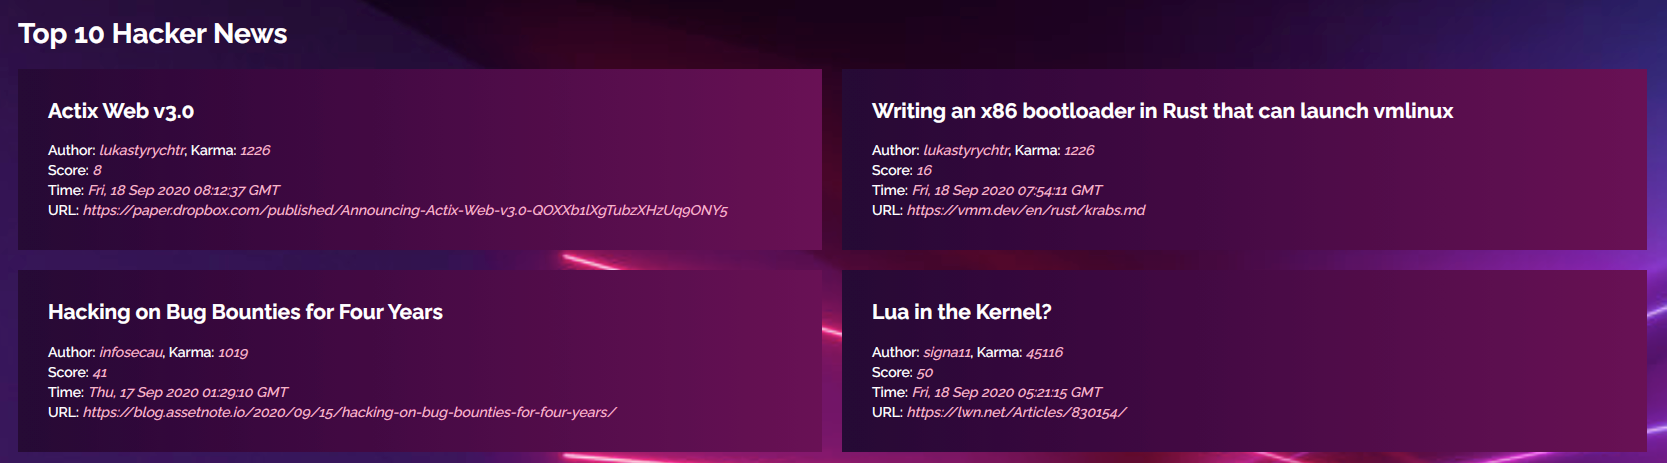 Top 10 Hacker News
Actix Web v3.0
Author: lukastyrychtr, Karma: 1226
Score: 8
Time: Fri, 18 Sep 2020 08:12:37 GMT
URL: https://paper.dropbox.com/published/Announcing-Actix-Web-v3.0-QOXXb1lXgTubzXHzUq9ONY5
Writing an x86 bootloader in Rust that can launch vmlinux
Author: lukastyrychtr, Karma: 1226
Score: 16
Time: Fri, 18 Sep 2020 07:54:11 GMT
URL: https://vmm.dev/en/rust/krabs.md
Hacking on Bug Bounties for Four Years
Author: infosecau, Karma: 1019
Score: 41
Time: Thu, 17 Sep 2020 01:29:10 GMT
URL: https://blog.assetnote.io/2020/09/15/hacking-on-bug-bounties-for-four-years/
Lua in the Kernel?
Author: signa11, Karma: 45116
Score: 50
Time: Fri, 18 Sep 2020 05:21:15 GMT
URL: https://lwn.net/Articles/830154/